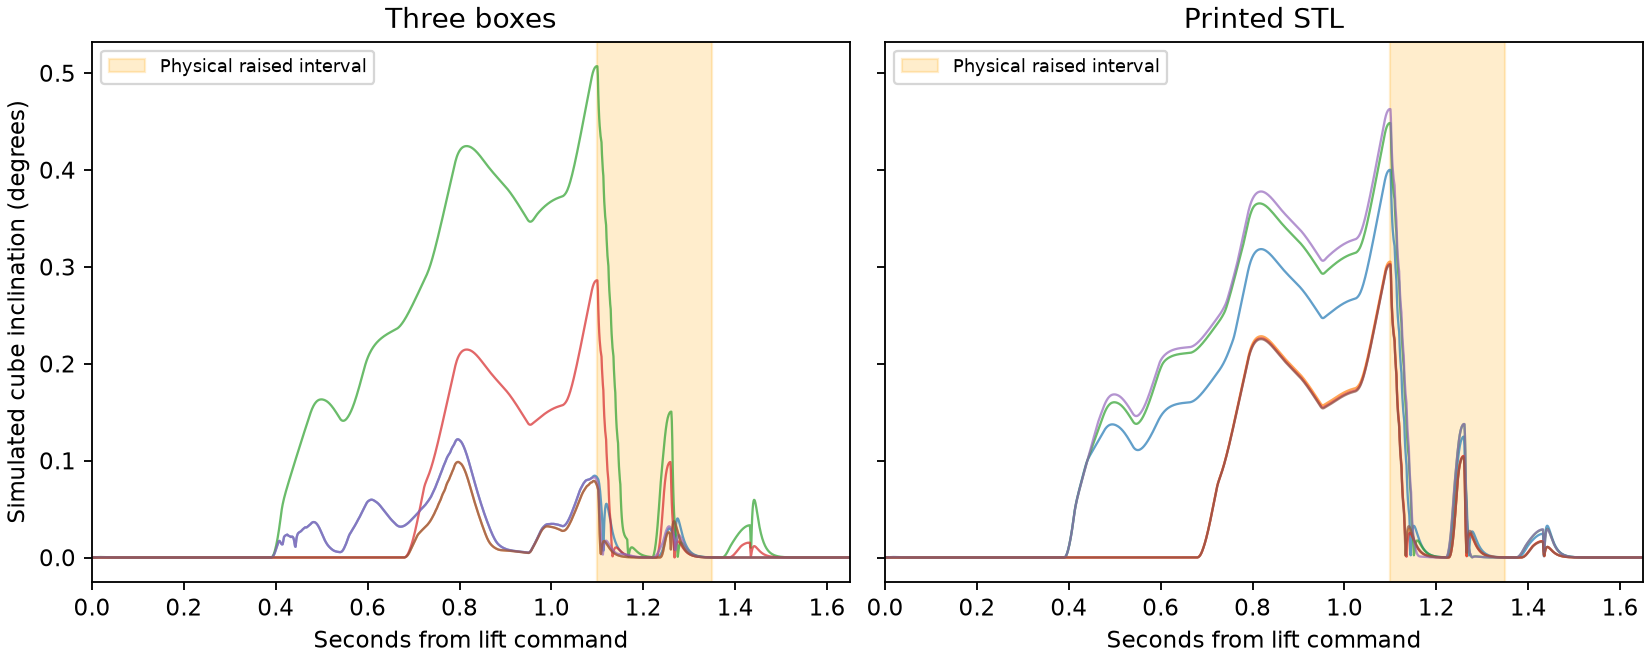 Three boxes
Printed STL
Physical raised interval
Physical raised interval
Simulated cube inclination (degrees)
0.5
0.4
0.3
0.2
0.1
0.0
0.0 0.2 0.4 0.6 0.8 1.0 1.2 1.4 1.6
0.0 0.2 0.4 0.6 0.8 1.0 1.2 1.4 1.6
Seconds from lift command
Seconds from lift command